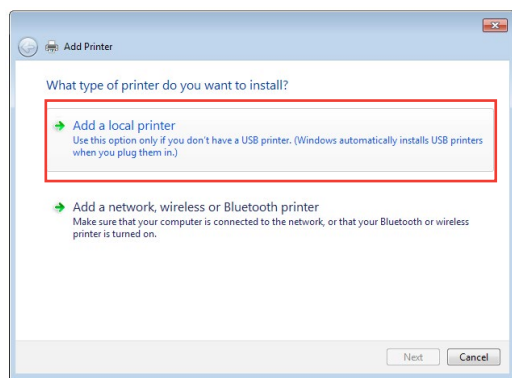 Add Printer
What type of printer do you want to install?
Add a local printer
Use this option only if you don't have a USB printer. (Windows automatically installs USB printers
when you plug them in.)
Add a network, wireless or Bluetooth printer
Make sure that your computer is connected to the network, or that your Bluetooth or wireless
printer is turned on.
Next Cancel